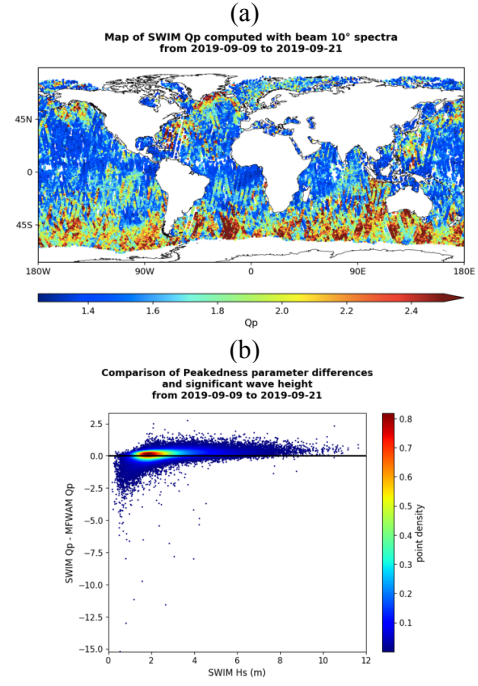 (a)
Map of SWIM Qp computed with beam 10° spectra
from 2019-09-09 to 2019-09-21
45N
0
45S
180W 90W 0 90E 180E
1.4 1.6 1.8 2.0 2.2 2.4
Qp
(b)
Comparison of Peakedness parameter differences
and significant wave height
from 2019-09-09 to 2019-09-21
SWIM Qp - MFWAM Qp
2.5
0.0
−2.5
−5.0
−7.5
−10.0
−12.5
−15.0
0 2 4 6 8 10 12
SWIM Hs (m)
0.8
0.7
0.6
0.5
0.4
0.3
0.2
0.1
point density